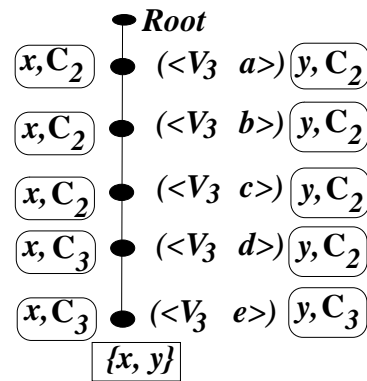 Root
x, C2 (<V3 a>) y, C2
x, C2 (<V3 b>) y, C2
x, C2 (<V3 c>) y, C2
x, C3 (<V3 d>) y, C2
x, C3 (<V3 e>) y, C3
{x, y}